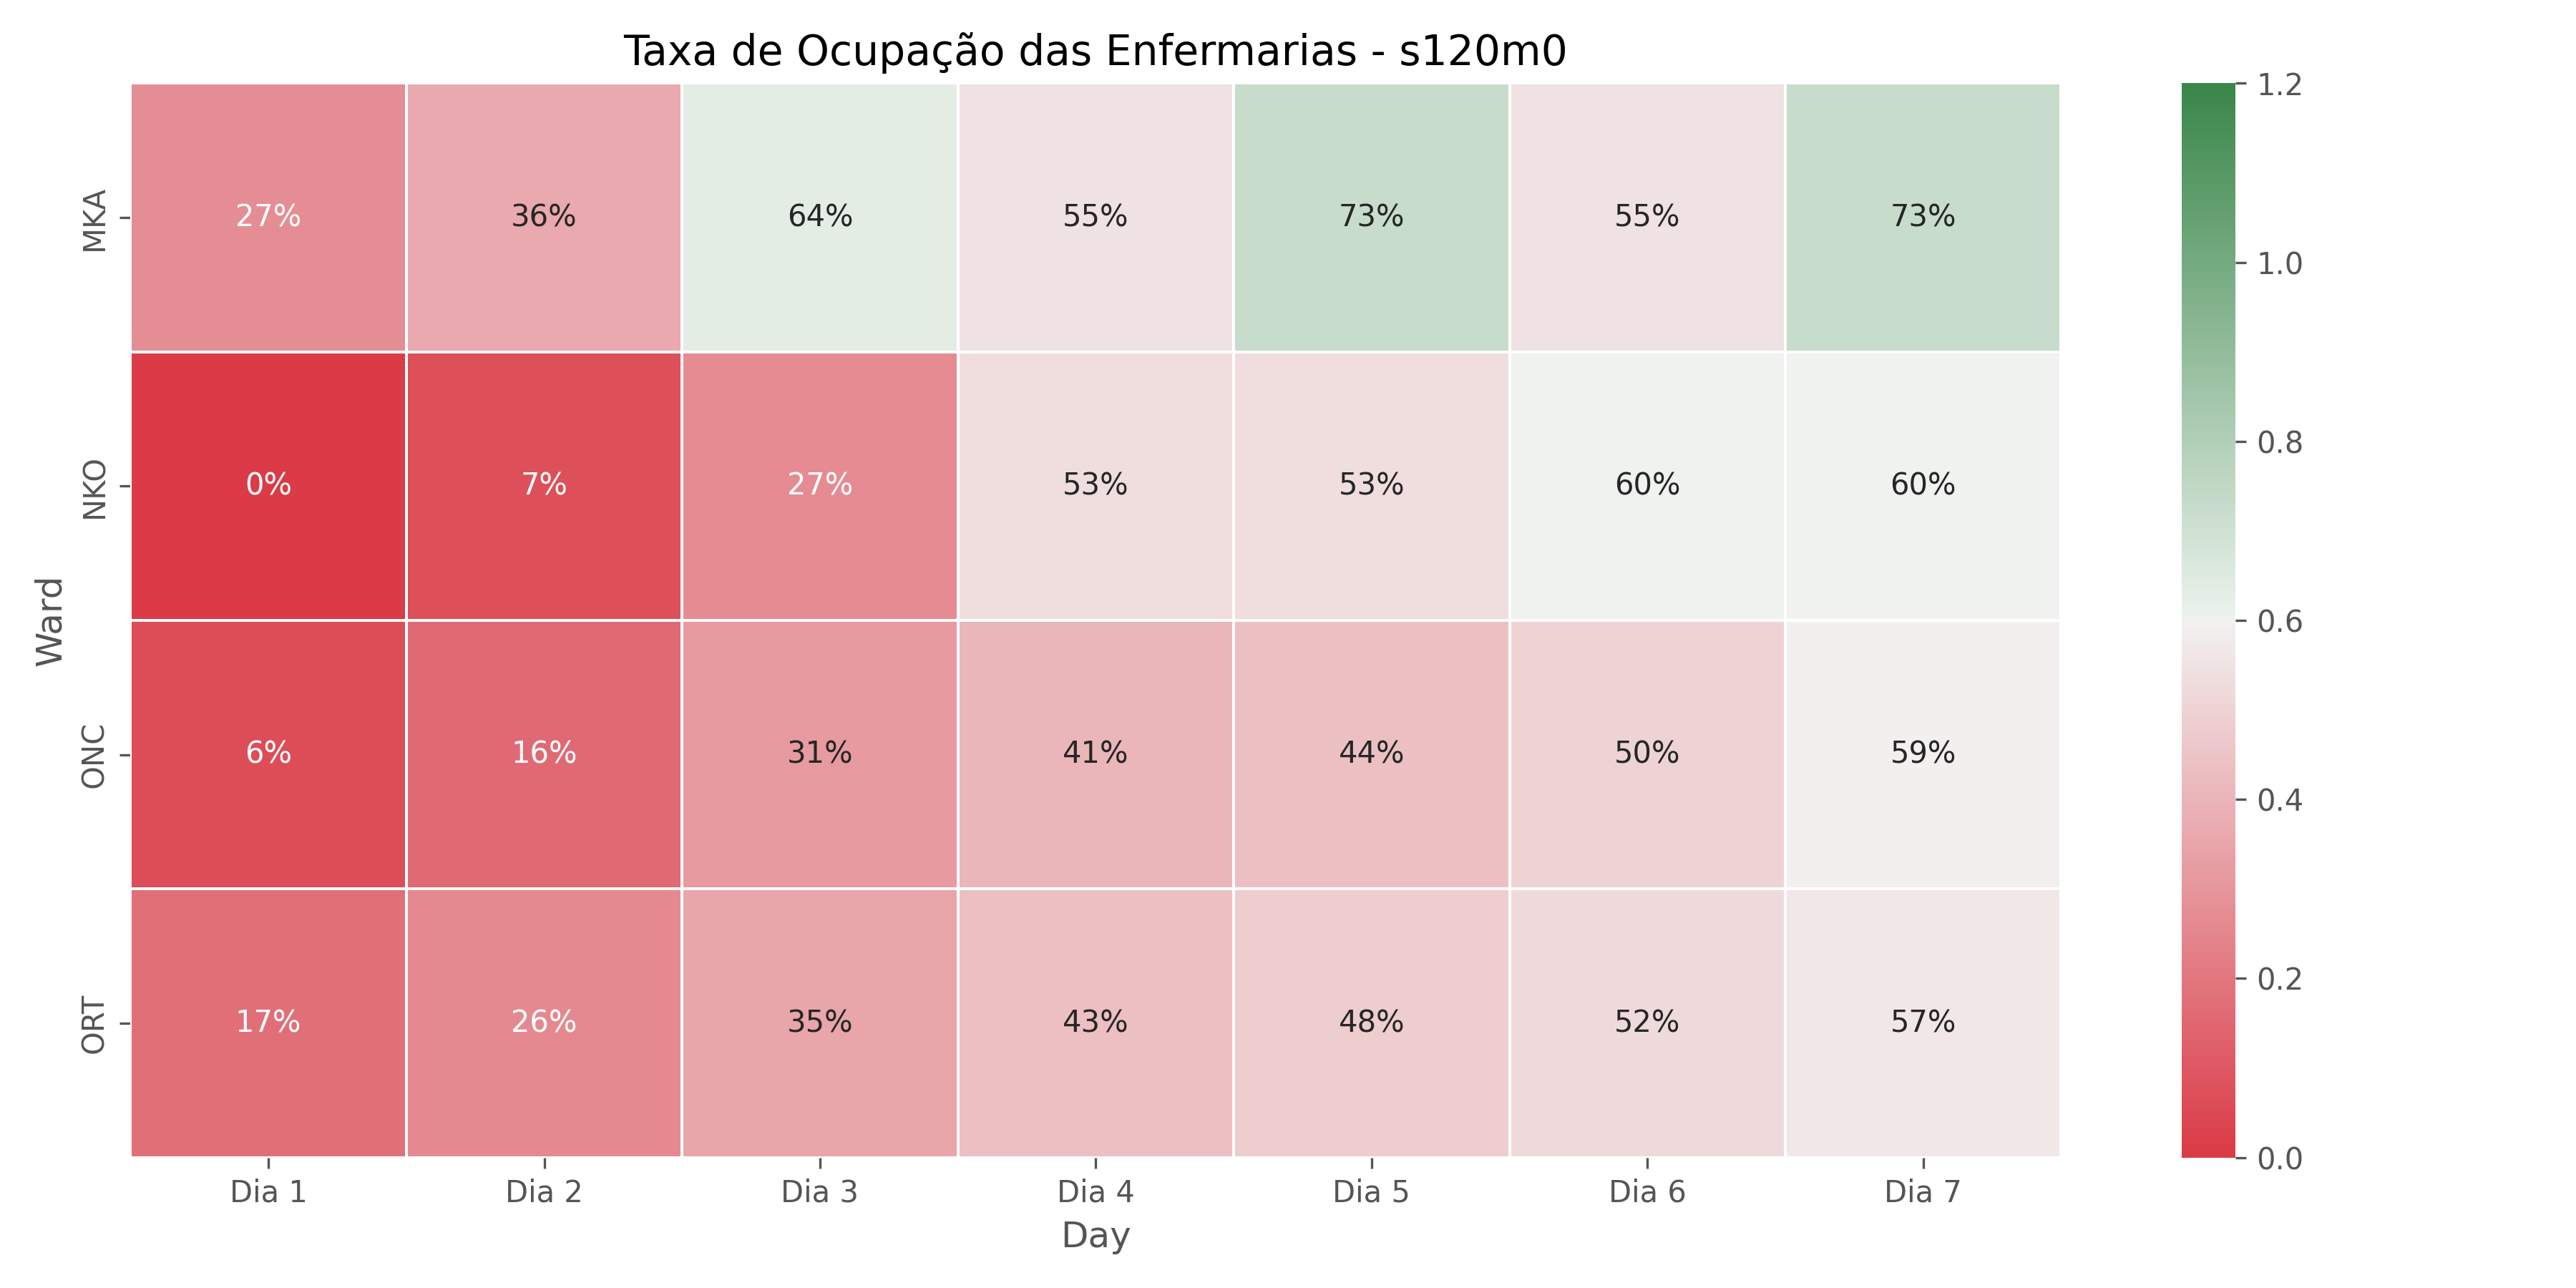 Taxa de Ocupação das Enfermarias - s120m0
Ward
MKA 27% 36% 64% 55% 73% 55% 73%
NKO 0% 7% 27% 53% 53% 60% 60%
ONC 6% 16% 31% 41% 44% 50% 59%
ORT 17% 26% 35% 43% 48% 52% 57%
Dia 1 Dia 2 Dia 3 Dia 4 Dia 5 Dia 6 Dia 7
Day
1.2
1.0
0.8
0.6
0.4
0.2
0.0